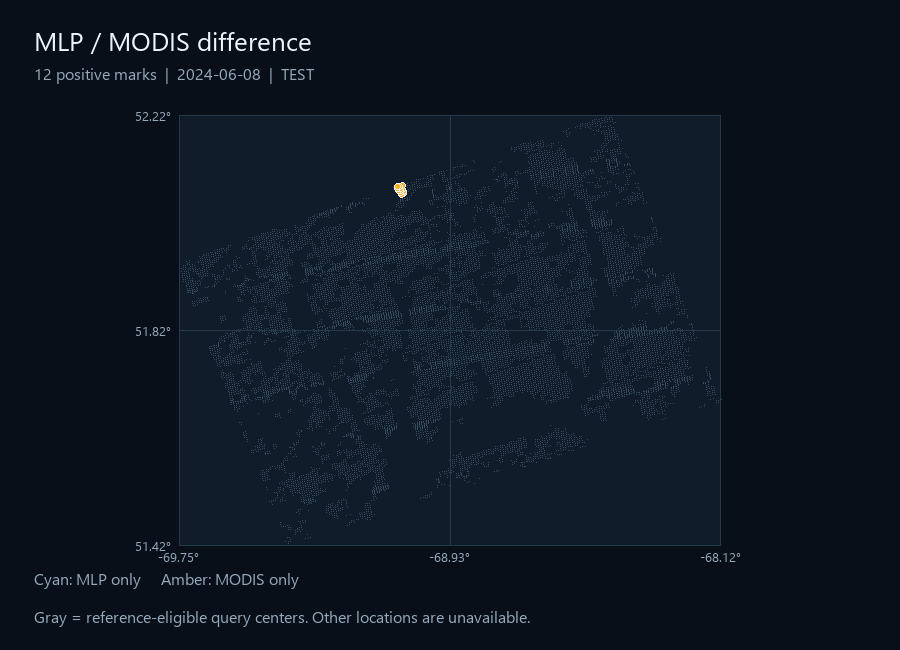 MLP / MODIS difference
12 positive marks | 2024-06-08 | TEST
52.22°
51.82°
51.42°
-69.75° -68.93° -68.12°
Cyan: MLP only Amber: MODIS only
Gray = reference-eligible query centers. Other locations are unavailable.